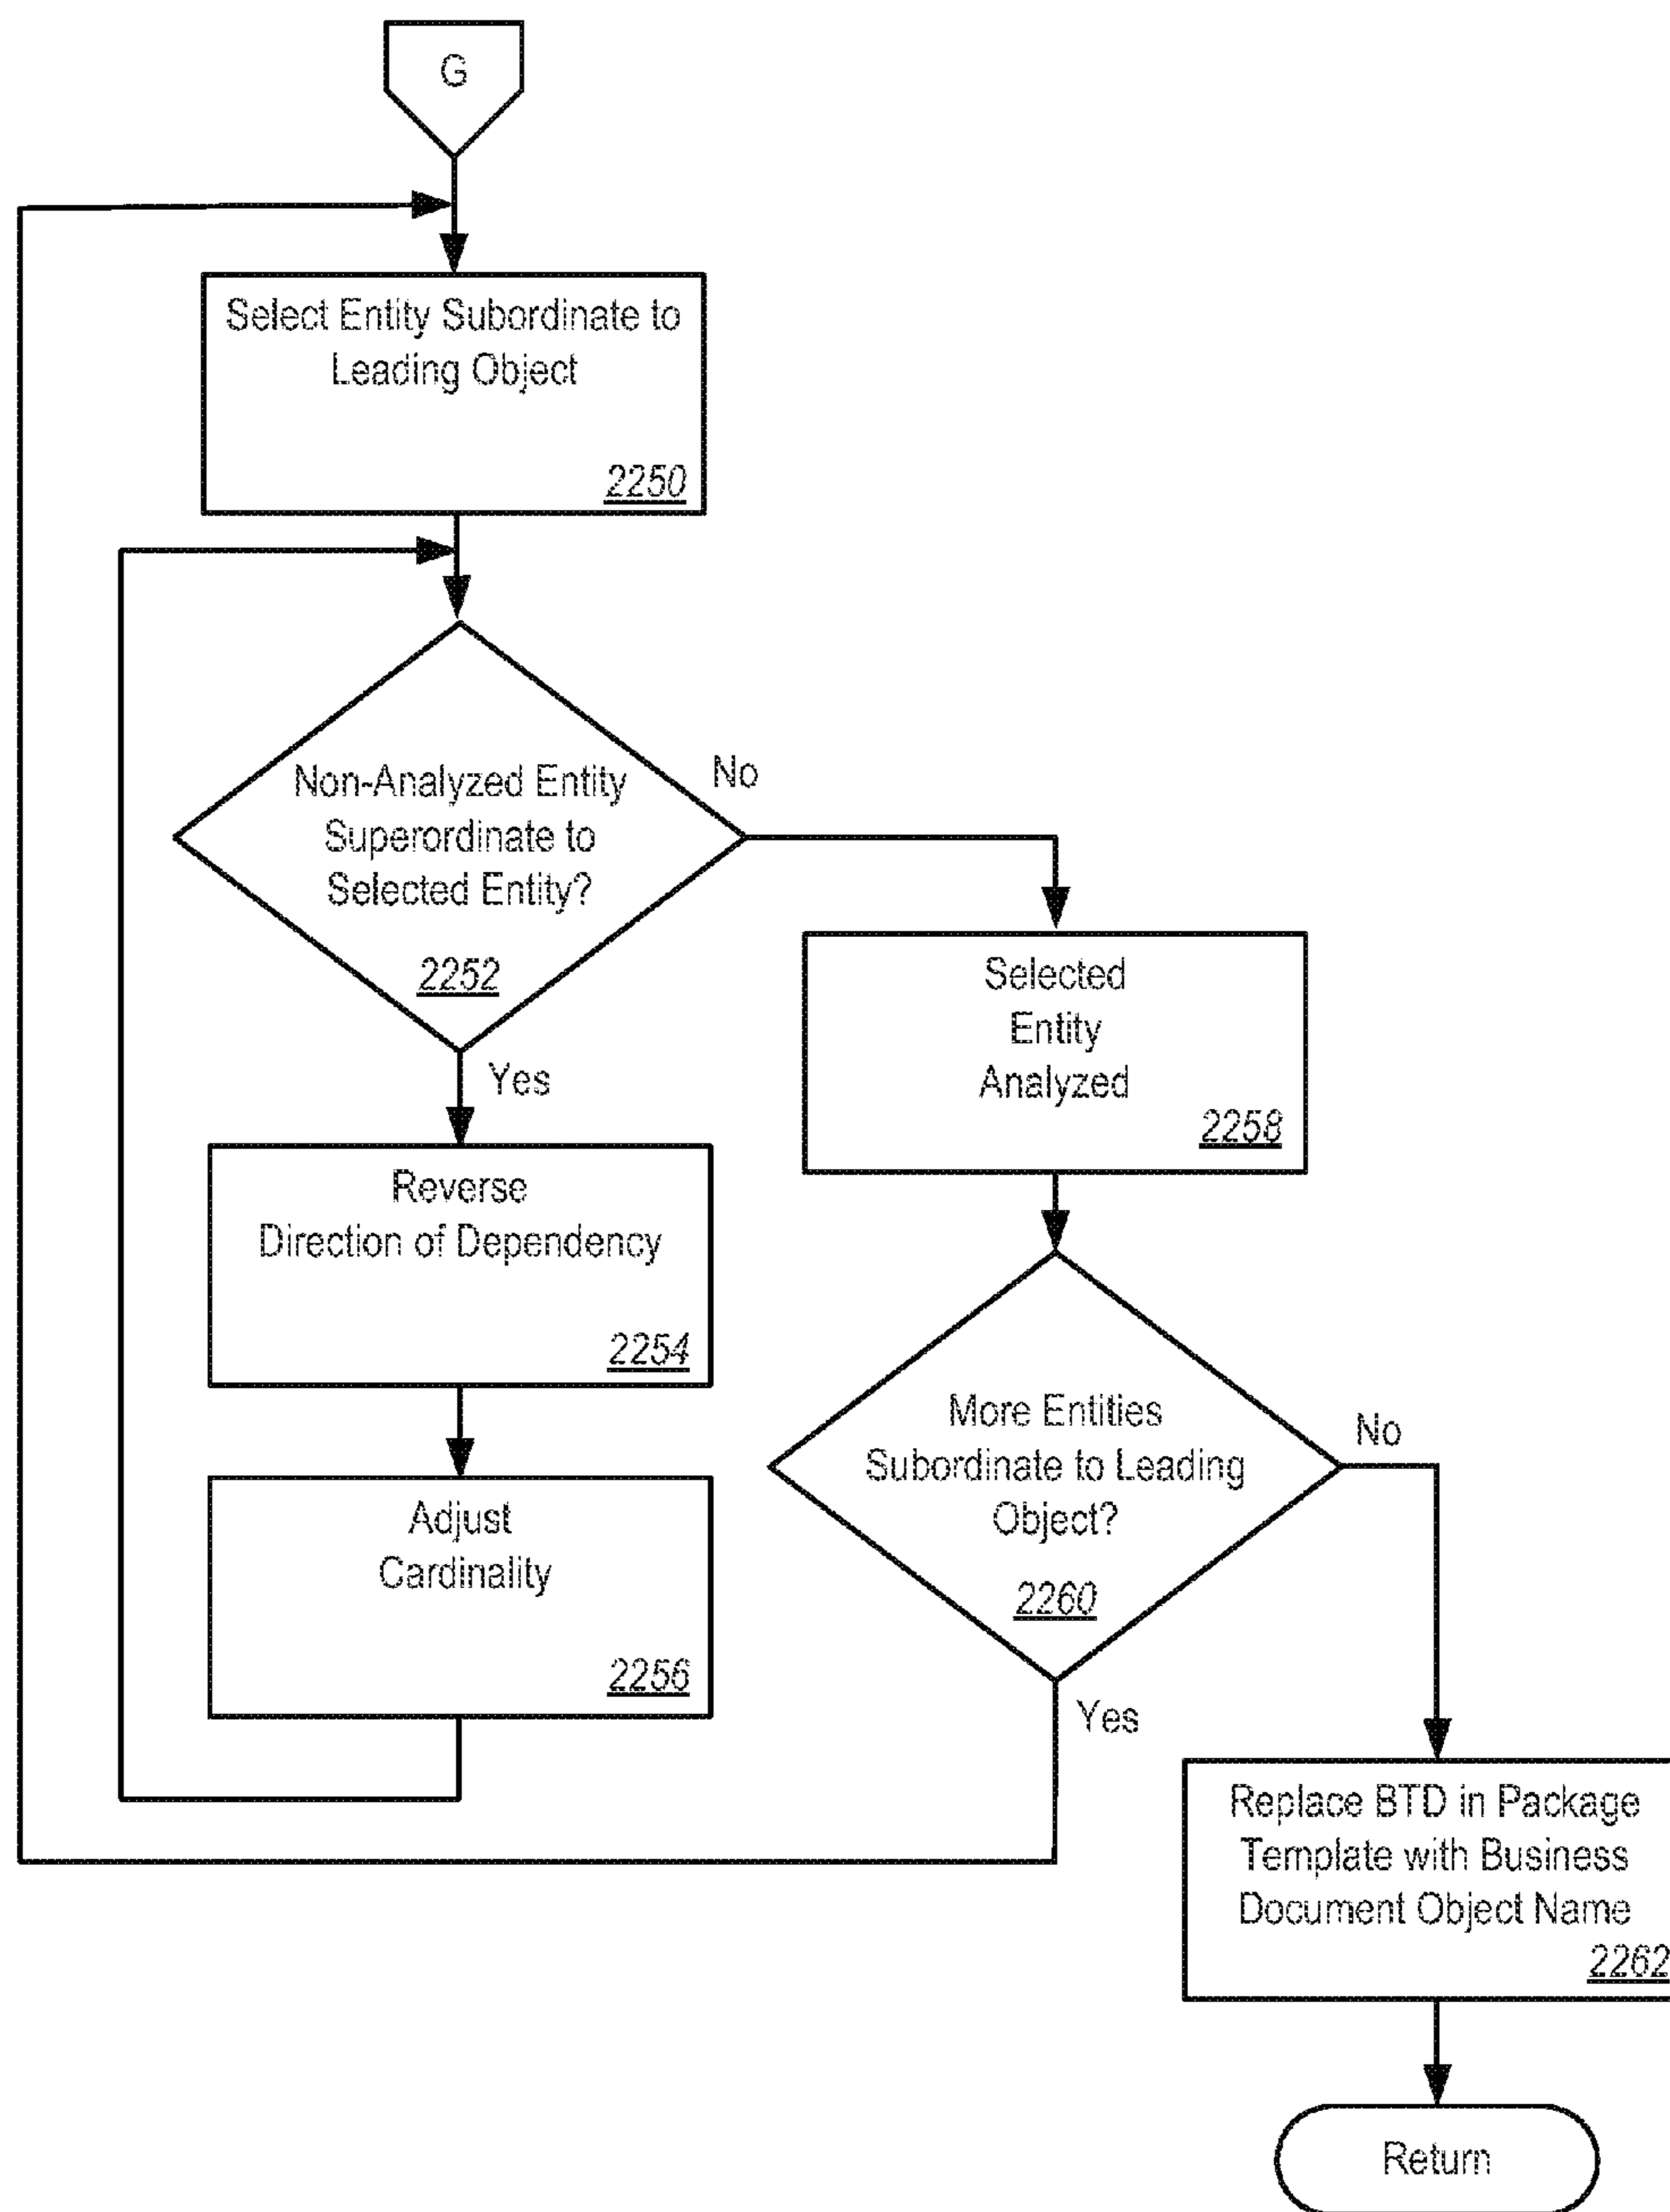 G
Select Entity Subordinate to
Leading Object
2250
Non-Analyzed Entity
Superordinate to
Selected Entity?
2252
No
Yes
Selected
Entity
Analyzed
2258
Reverse
Direction of Dependency
2254
More Entities
Subordinate to Leading
Object?
2260
No
Yes
Adjust
Cardinality
2256
Replace BTD in Package
Template with Business
Document Object Name
2262
Return